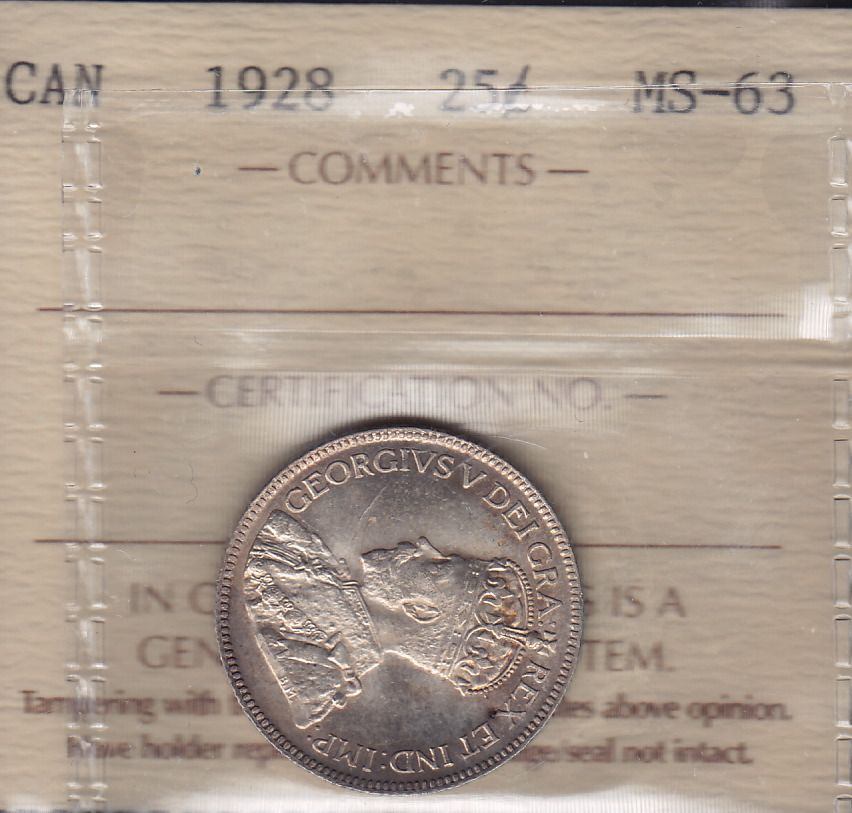 CAN 1928 25¢ MS-63
— COMMENTS —
— CERTIFICATION NO. —
GEORGIVS V DEI GRA: REX ET IND: IMP:
IN IS A
GEN TEM.
Tampering with above opinion.
holder seal not intact.
B.M